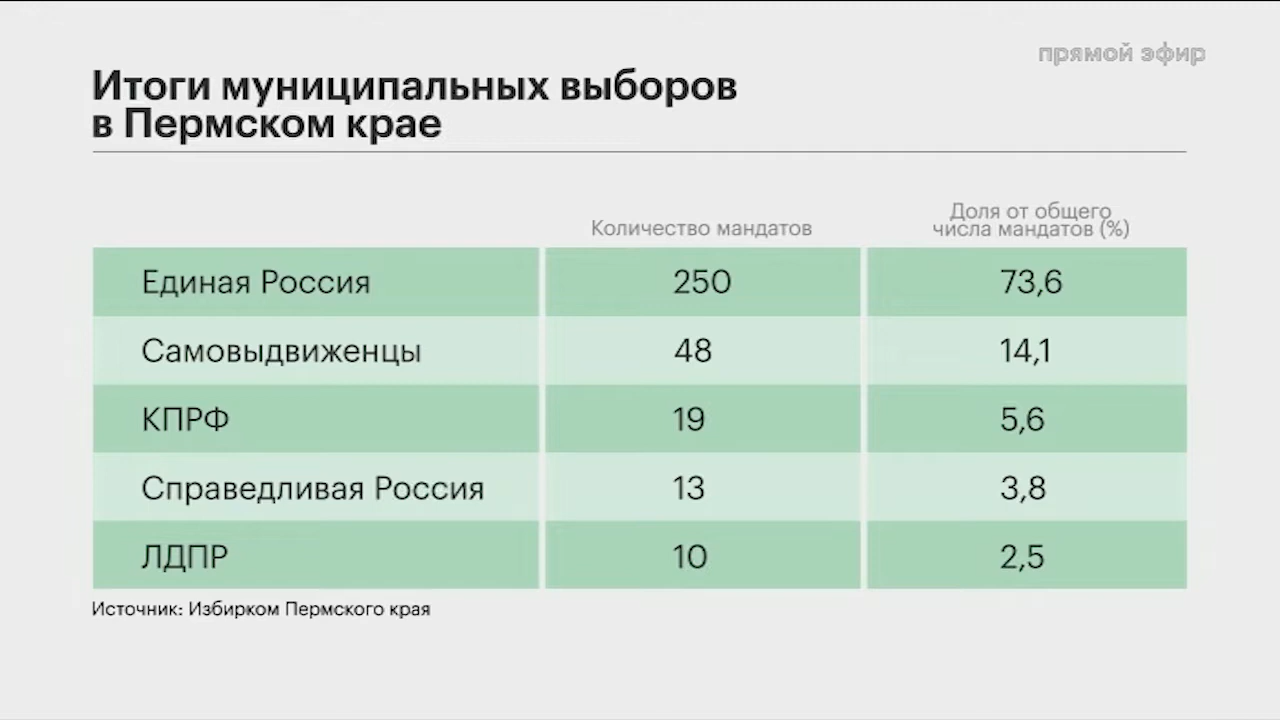 прямой эфир
Итоги муниципальных выборов
в Пермском крае
Количество мандатов
Доля от общего
числа мандатов (%)
Единая Россия 250 73,6
Самовыдвиженцы 48 14,1
КПРФ 19 5,6
Справедливая Россия 13 3,8
ЛДПР 10 2,5
Источник: Избирком Пермского края